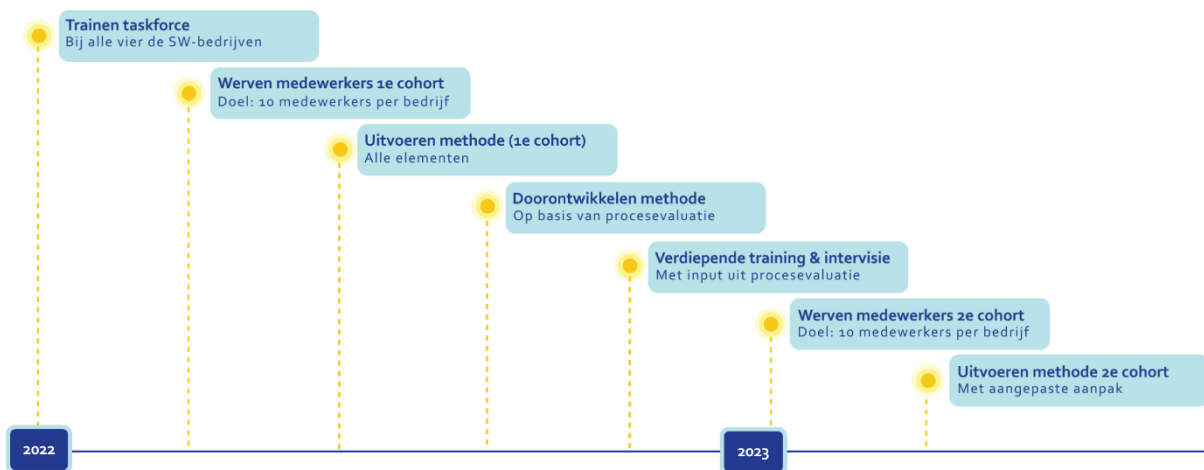 Trainen taskforce
Bij alle vier de SW-bedrijven
Werven medewerkers 1e cohort
Doel: 10 medewerkers per bedrijf
Uitvoeren methode (1e cohort)
Alle elementen
Doorontwikkelen methode
Op basis van procesevaluatie
Verdiepende training & intervisie
Met input uit procesevaluatie
Werven medewerkers 2e cohort
Doel: 10 medewerkers per bedrijf
Uitvoeren methode 2e cohort
Met aangepaste aanpak
2022
2023